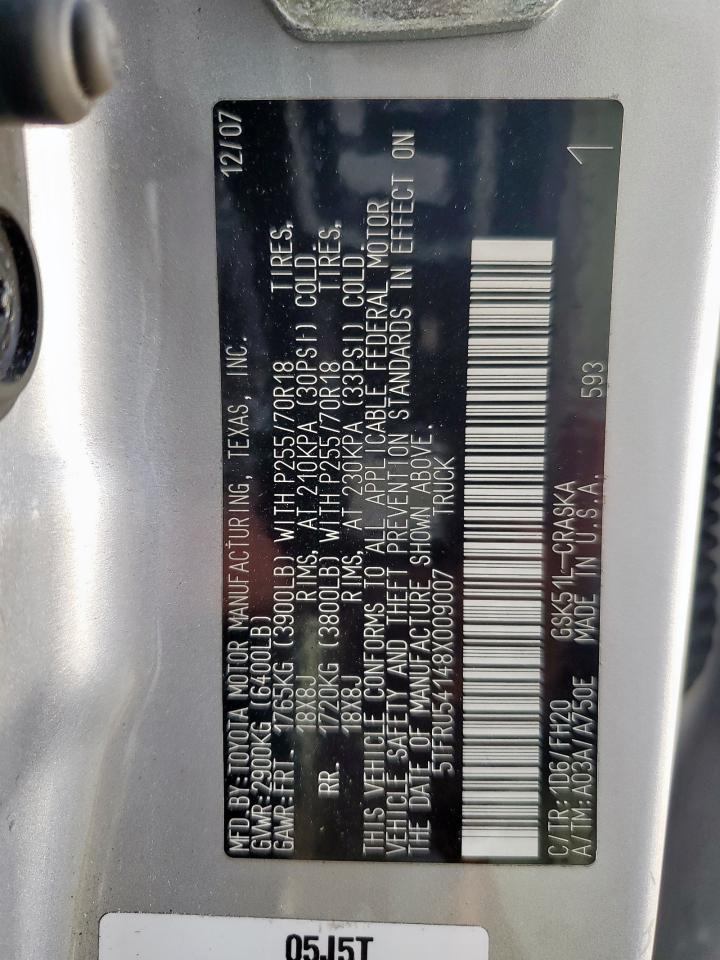 MFD.BY:TOYOTA MOTOR MANUFACTURING, TEXAS, INC. 12/07
GVWR:2900KG (6400LB)
GAWR:FRT. 1765KG (3900LB) WITH P255/70R18 TIRES,
18X8J RIMS, AT 210KPA (30PSI) COLD
RR. 1720KG (3800LB) WITH P255/70R18 TIRES,
18X8J RIMS, AT 230KPA (33PSI) COLD.
THIS VEHICLE CONFORMS TO ALL APPLICABLE FEDERAL MOTOR
VEHICLE SAFETY AND THEFT PREVENTION STANDARDS IN EFFECT ON
THE DATE OF MANUFACTURE SHOWN ABOVE.
5TFRU54148X009007 TRUCK
C/TR:1D6/FH20 GSK51L-CRASKA 593 1
A/TM:A03A/A750E MADE IN U.S.A.
05J5T